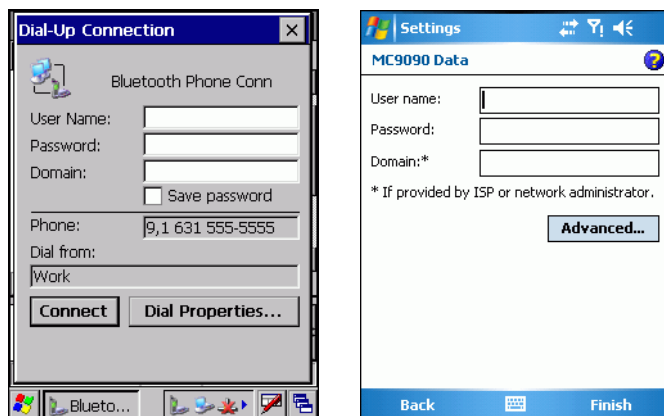 Dial-Up Connection
Bluetooth Phone Conn
User Name:
Password:
Domain:
Save password
Phone: 9,1 631 555-5555
Dial from:
Work
Connect Dial Properties...
Blueto...
Settings
MC9090 Data
User name:
Password:
Domain:*
* If provided by ISP or network administrator.
Advanced...
Back Finish